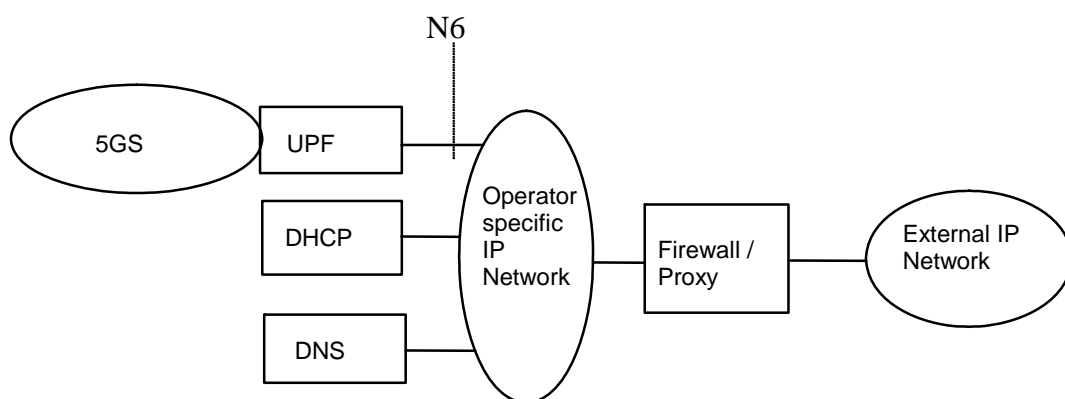 N6
5GS
UPF
DHCP
DNS
Operator
specific
IP
Network
Firewall /
Proxy
External IP
Network